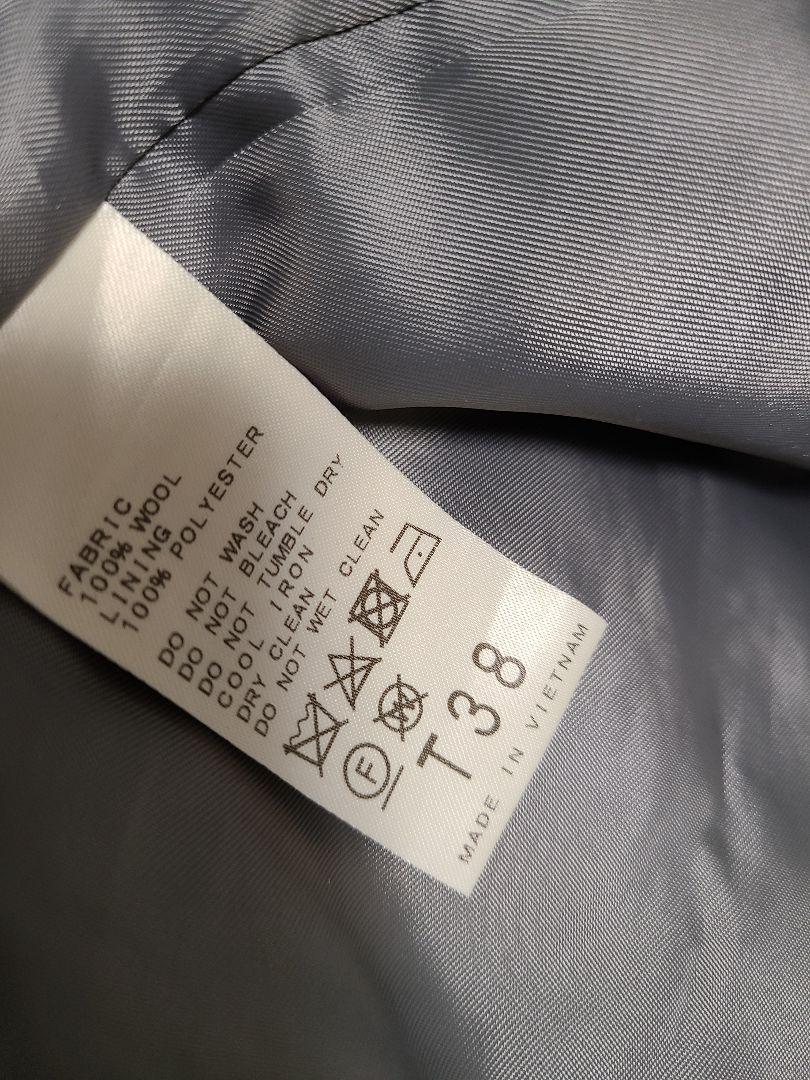 FABRIC
100% WOOL
LINING
100% POLYESTER
DO NOT WASH
DO NOT BLEACH
DO NOT TUMBLE DRY
COOL IRON
DRY CLEAN
DO NOT WET CLEAN
W
F
T38
MADE IN VIETNAM